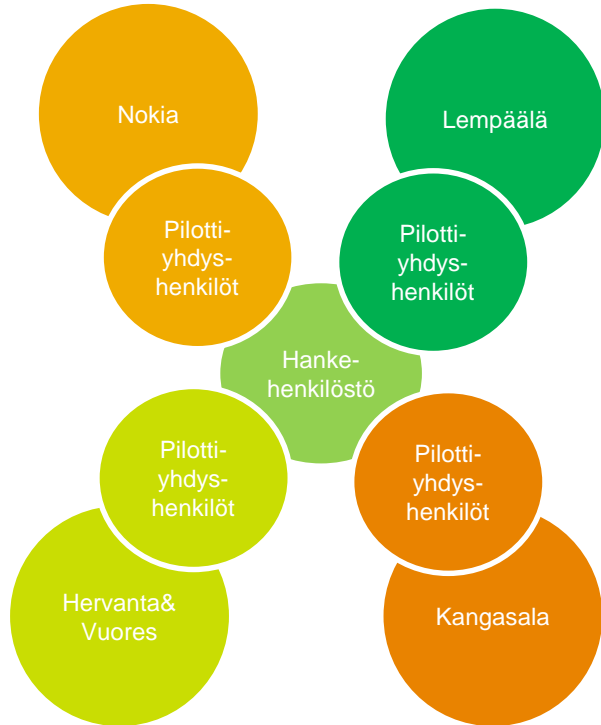 Nokia
Lempäälä
Pilotti-
yhdys-
henkilöt
Pilotti-
yhdys-
henkilöt
Hanke-
henkilöstö
Pilotti-
yhdys-
henkilöt
Pilotti-
yhdys-
henkilöt
Hervanta&
Vuores
Kangasala